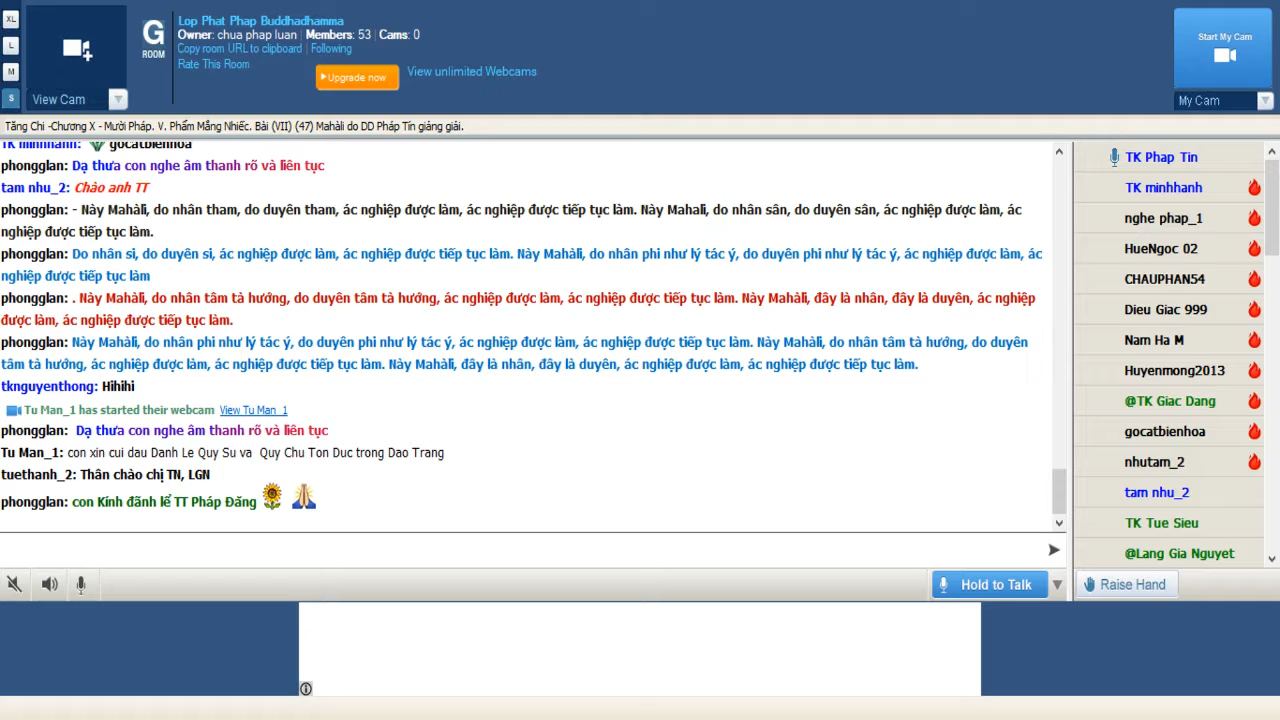 XL
L
M
S
View Cam
G
ROOM
Lop Phat Phap Buddhadhamma
Owner: chua phap luan | Members: 53 | Cams: 0
Copy room URL to clipboard | Following
Rate This Room
Upgrade now
View unlimited Webcams
Start My Cam
My Cam
Tăng Chi -Chương X - Mười Pháp. V. Phẩm Mắng Nhiếc. Bài (VII) (47) Mahàli do DD Pháp Tín giảng giải.
TK minhhanh: gocatbienhoa
phongglan: Dạ thưa con nghe âm thanh rõ và liên tục
tam nhu_2: Chào anh TT
phongglan: - Này Mahàli, do nhân tham, do duyên tham, ác nghiệp được làm, ác nghiệp được tiếp tục làm. Này Mahali, do nhân sân, do duyên sân, ác nghiệp được làm, ác
nghiệp được tiếp tục làm.
phongglan: Do nhân si, do duyên si, ác nghiệp được làm, ác nghiệp được tiếp tục làm. Này Mahàli, do nhân phi như lý tác ý, do duyên phi như lý tác ý, ác nghiệp được làm, ác
nghiệp được tiếp tục làm
phongglan: . Này Mahàli, do nhân tâm tà hướng, do duyên tâm tà hướng, ác nghiệp được làm, ác nghiệp được tiếp tục làm. Này Mahàli, đây là nhân, đây là duyên, ác nghiệp
được làm, ác nghiệp được tiếp tục làm.
phongglan: Này Mahàli, do nhân phi như lý tác ý, do duyên phi như lý tác ý, ác nghiệp được làm, ác nghiệp được tiếp tục làm. Này Mahàli, do nhân tâm tà hướng, do duyên
tâm tà hướng, ác nghiệp được làm, ác nghiệp được tiếp tục làm. Này Mahàli, đây là nhân, đây là duyên, ác nghiệp được làm, ác nghiệp được tiếp tục làm.
tknguyenthong: Hihihi
Tu Man_1 has started their webcam View Tu Man_1
phongglan: Dạ thưa con nghe âm thanh rõ và liên tục
Tu Man_1: con xin cui dau Danh Le Quy Su va Quy Chu Ton Duc trong Dao Trang
tuethanh_2: Thân chào chị TN, LGN
phongglan: con Kính đãnh lể TT Pháp Đăng
TK Phap Tin
TK minhhanh
nghe phap_1
HueNgoc 02
CHAUPHAN54
Dieu Giac 999
Nam Ha M
Huyenmong2013
@TK Giac Dang
gocatbienhoa
nhutam_2
tam nhu_2
TK Tue Sieu
@Lang Gia Nguyet
Hold to Talk
Raise Hand